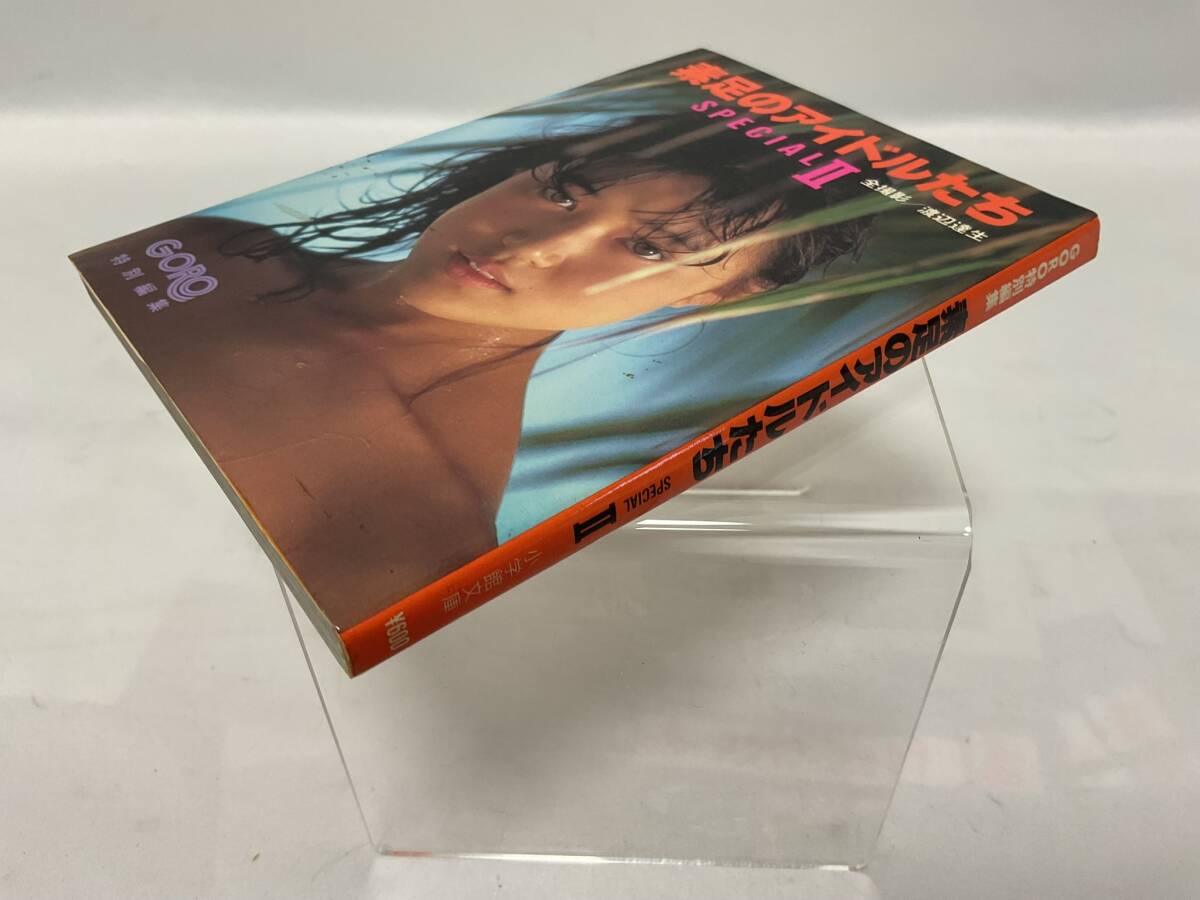 素足のアイドルたち
SPECIAL II
全撮影/渡辺達生
GORO
特別編集
GORO特別編集
素足のアイドルたち
SPECIAL II
小学館文庫
¥600